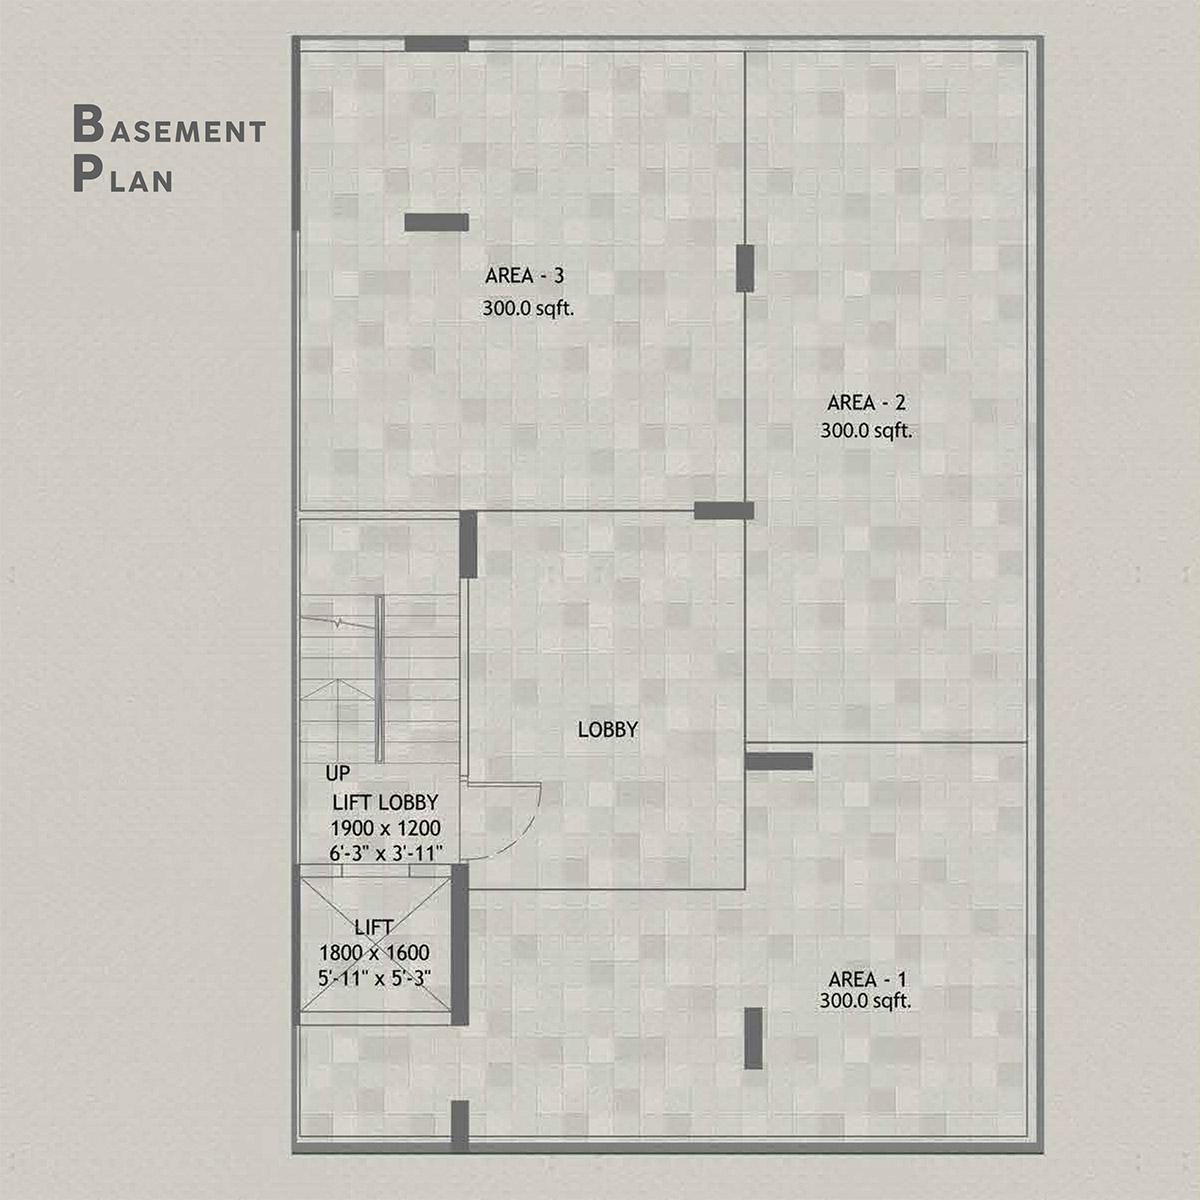 BASEMENT
PLAN
AREA - 3
300.0 sqft.
AREA - 2
300.0 sqft.
LOBBY
UP
LIFT LOBBY
1900 x 1200
6'-3" x 3'-11"
LIFT
1800 x 1600
5'-11" x 5'-3"
AREA - 1
300.0 sqft.